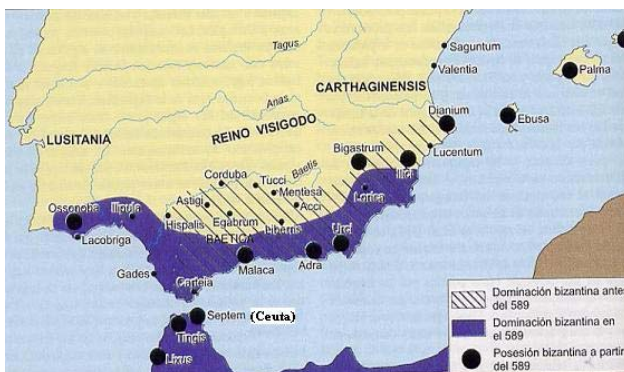 Tagus
Saguntum
Valentia
Palma
CARTHAGINENSIS
Anas
Dianium
Ebusa
REINO VISIGODO
LUSITANIA
Bigastrum
Lucentum
Baetis
Corduba
Tucci
Ilici
Mentesa
Astigi
Lorica
Acci
Ossonoba
Ilipula
Hispalis
Egabrum
Iliberris
Urci
BAETICA
Lacobriga
Adra
Malaca
Gades
Carteia
Septem (Ceuta)
Tingis
Lixus
Dominación bizantina antes
del 589
Dominación bizantina en
el 589
Posesión bizantina a partir
del 589